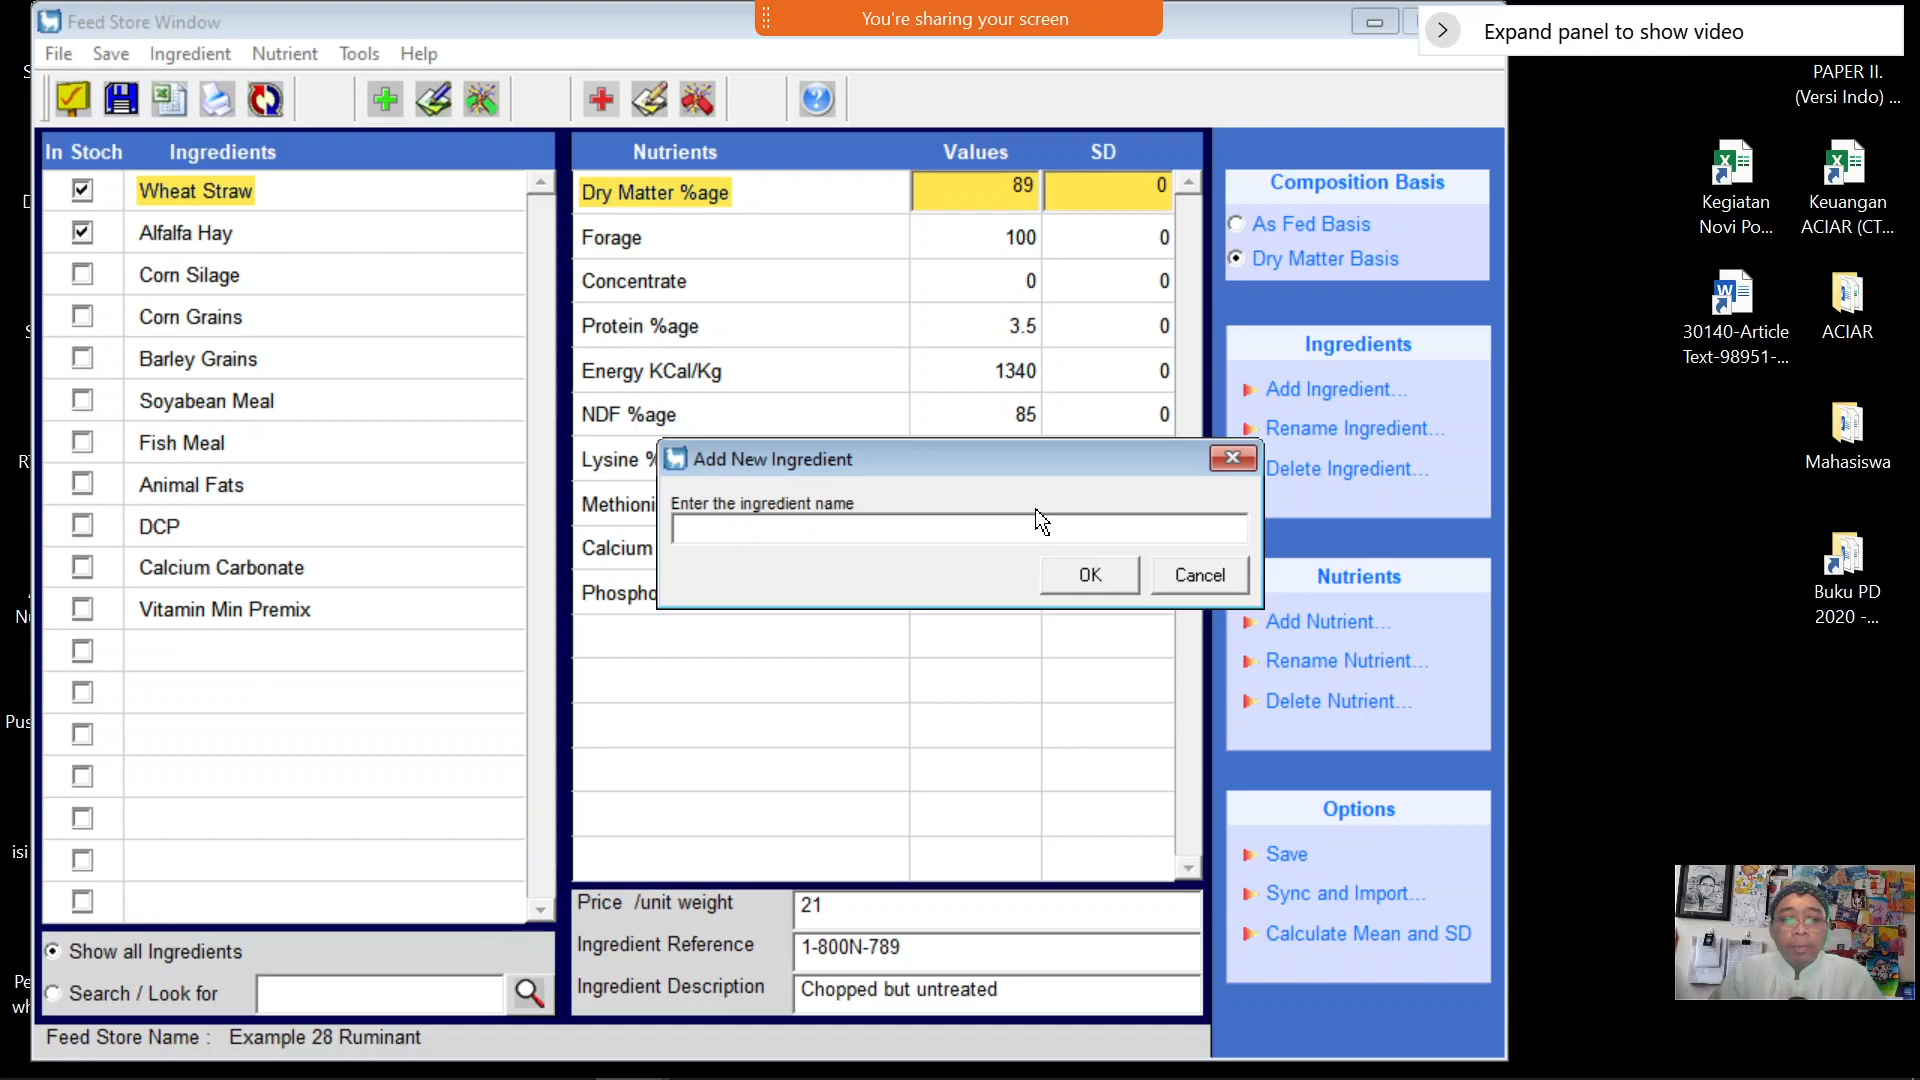 Feed Store Window
You're sharing your screen
Expand panel to show video
File Save Ingredient Nutrient Tools Help
In Stoch Ingredients
Wheat Straw
Alfalfa Hay
Corn Silage
Corn Grains
Barley Grains
Soyabean Meal
Fish Meal
Animal Fats
DCP
Calcium Carbonate
Vitamin Min Premix
Show all Ingredients
Search / Look for
Feed Store Name : Example 28 Ruminant
Nutrients Values SD
Dry Matter %age 89 0
Forage 100 0
Concentrate 0 0
Protein %age 3.5 0
Energy KCal/Kg 1340 0
NDF %age 85 0
Lysine %
Methioni
Calcium
Phospho
Add New Ingredient
Enter the ingredient name
OK Cancel
Price /unit weight 21
Ingredient Reference 1-800N-789
Ingredient Description Chopped but untreated
Composition Basis
As Fed Basis
Dry Matter Basis
Ingredients
Add Ingredient...
Rename Ingredient...
Delete Ingredient...
Nutrients
Add Nutrient...
Rename Nutrient...
Delete Nutrient...
Options
Save
Sync and Import...
Calculate Mean and SD
PAPER II.
(Versi Indo) ...
Kegiatan
Novi Po...
Keuangan
ACIAR (CT...
30140-Article
Text-98951-...
ACIAR
Mahasiswa
Buku PD
2020 -...
Pus
isi
Pe